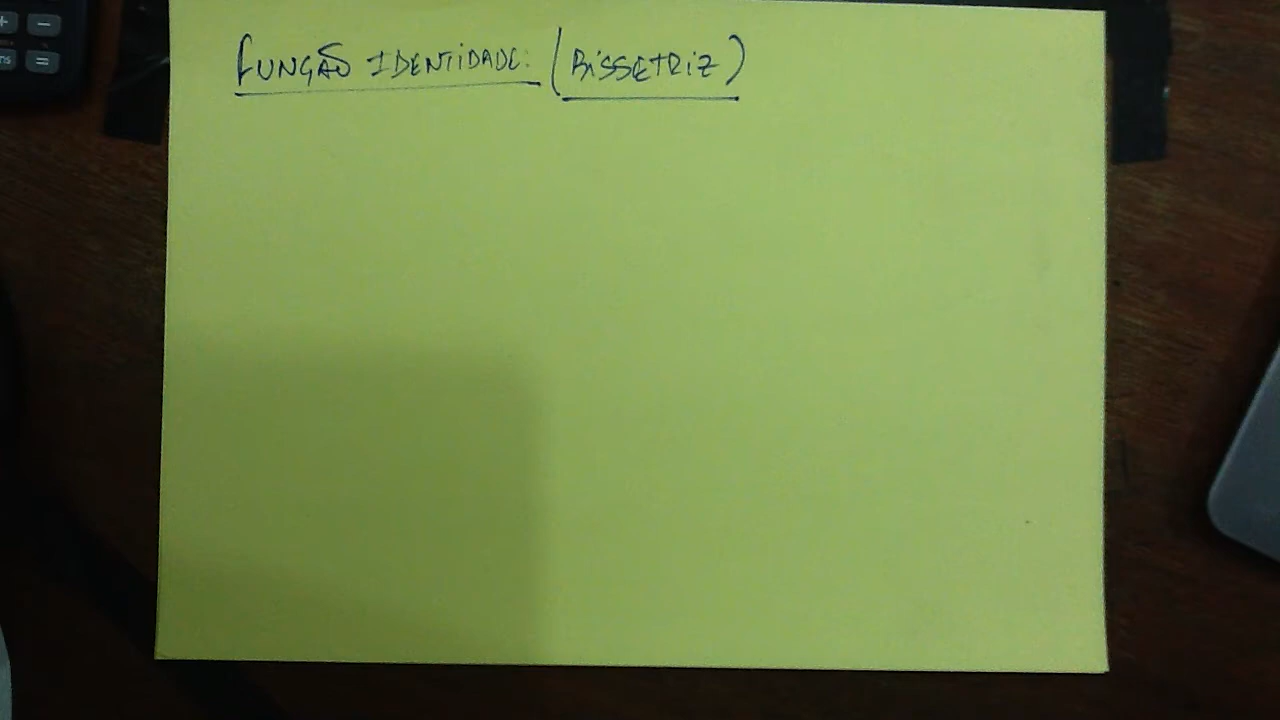 FUNÇÃO IDENTIDADE: (BISSETRIZ)
+ -
=